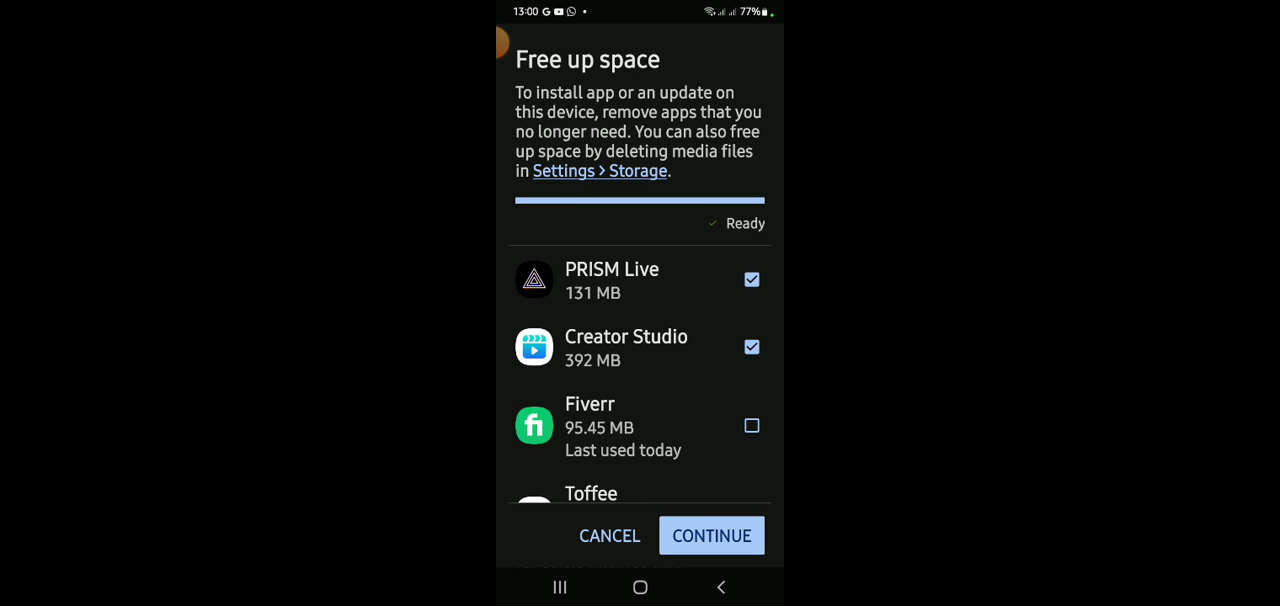 13:00 G
77%
Free up space
To install app or an update on
this device, remove apps that you
no longer need. You can also free
up space by deleting media files
in Settings > Storage.
✓ Ready
PRISM Live
131 MB
Creator Studio
392 MB
fi
Fiverr
95.45 MB
Last used today
Toffee
CANCEL
CONTINUE